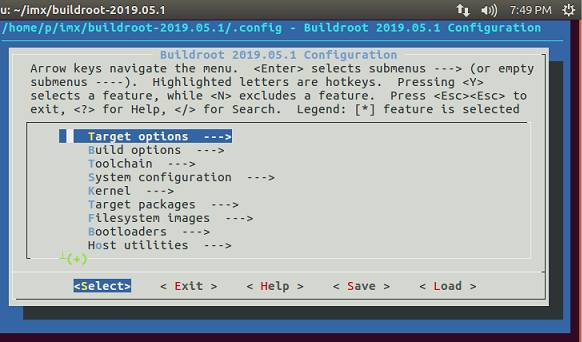 u: ~/imx/buildroot-2019.05.1
7:49 PM
/home/p/imx/buildroot-2019.05.1/.config - Buildroot 2019.05.1 Configuration
Buildroot 2019.05.1 Configuration
Arrow keys navigate the menu.  <Enter> selects submenus ---> (or empty
submenus ----).  Highlighted letters are hotkeys.  Pressing <Y>
selects a feature, while <N> excludes a feature.  Press <Esc><Esc> to
exit, <?> for Help, </> for Search.  Legend: [*] feature is selected
Target options  --->
Build options  --->
Toolchain  --->
System configuration  --->
Kernel  --->
Target packages  --->
Filesystem images  --->
Bootloaders  --->
Host utilities  --->
┴(+)
<Select>    < Exit >    < Help >    < Save >    < Load >